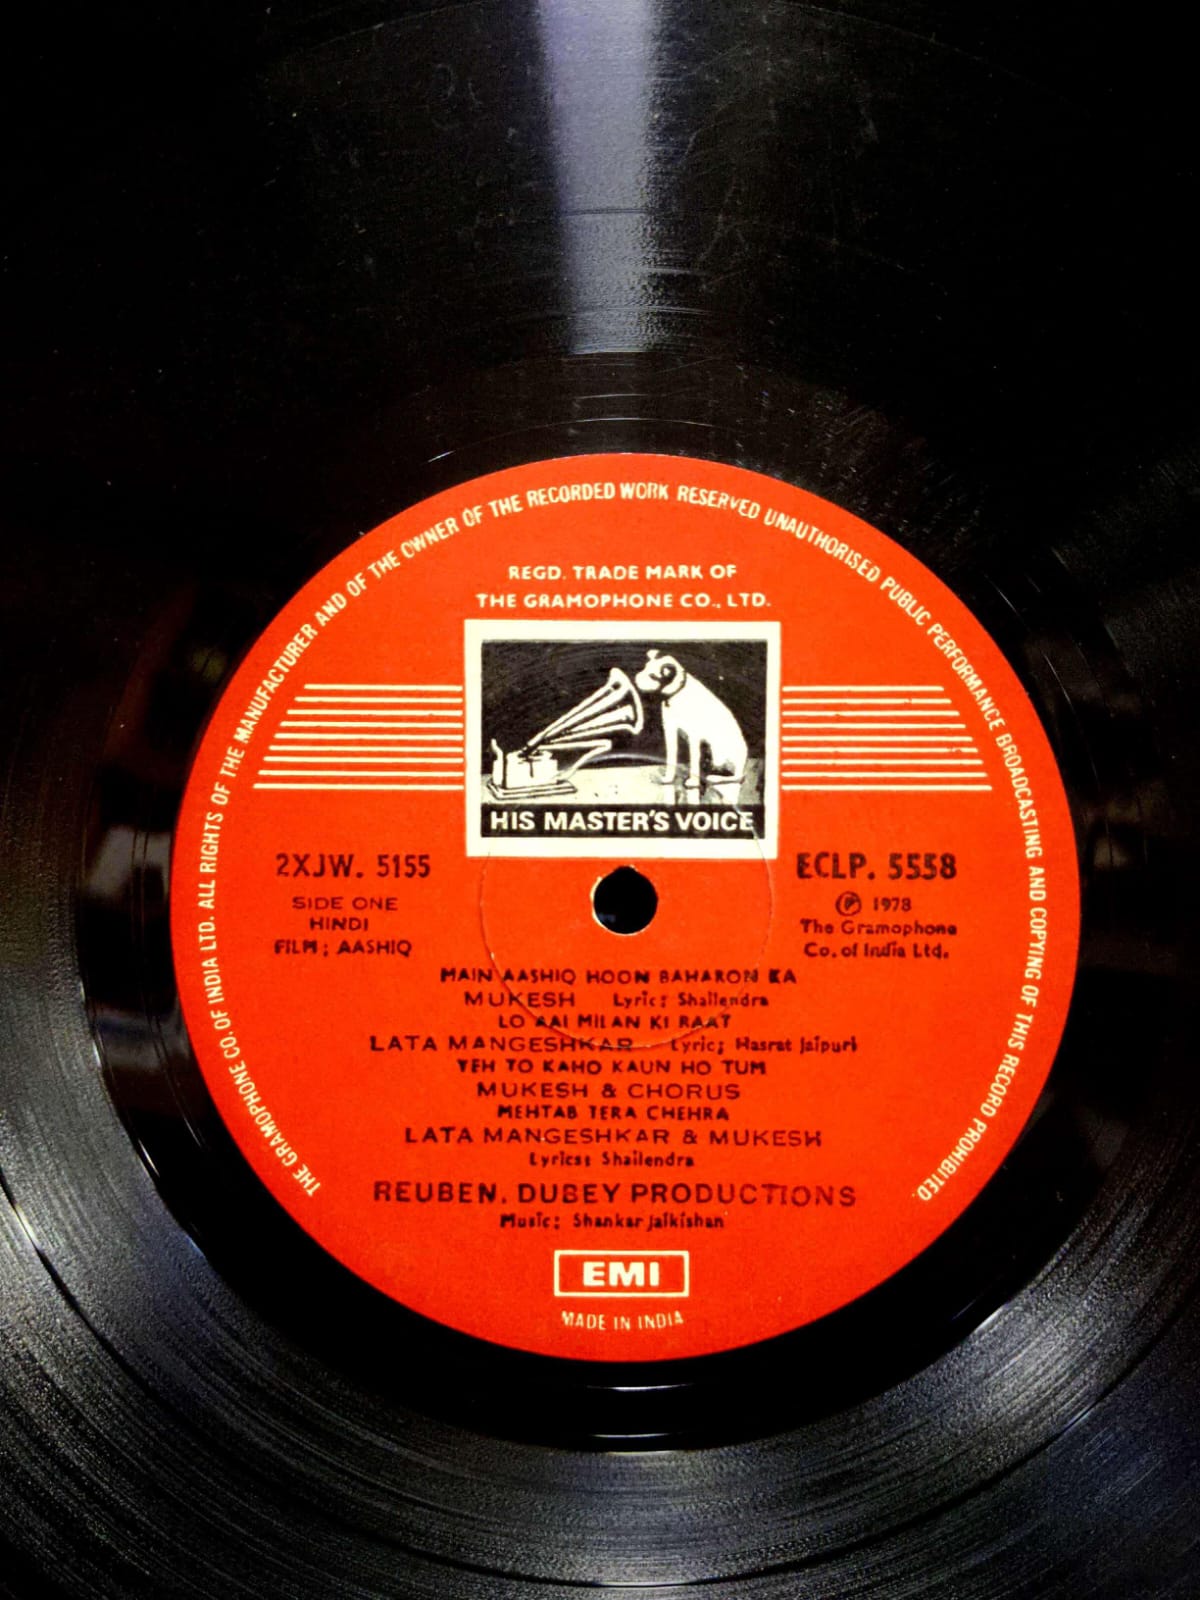 THE GRAMOPHONE CO. OF INDIA LTD. ALL RIGHTS OF THE MANUFACTURER AND OF THE OWNER OF THE RECORDED WORK RESERVED UNAUTHORISED PUBLIC PERFORMANCE BROADCASTING AND COPYING OF THIS RECORD PROHIBITED.
REGD. TRADE MARK OF
THE GRAMOPHONE CO., LTD.
HIS MASTER'S VOICE
2XJW. 5155
SIDE ONE
HINDI
FILM ; AASHIQ
ECLP. 5558
Ⓟ 1978
The Gramophone
Co. of India Ltd.
MAIN AASHIQ HOON BAHARON KA
MUKESH Lyric: Shailendra
LO AAI MILAN KI RAAT
LATA MANGESHKAR Lyric; Hasrat Jaipuri
YEH TO KAHO KAUN HO TUM
MUKESH & CHORUS
MEHTAB TERA CHEHRA
LATA MANGESHKAR & MUKESH
Lyrics: Shailendra
REUBEN. DUBEY PRODUCTIONS
Music: Shankar Jaikishan
EMI
MADE IN INDIA